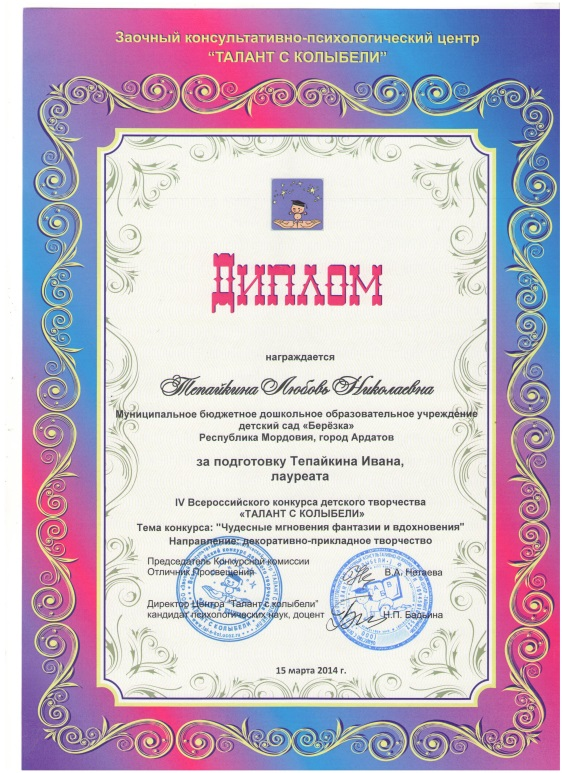 Заочный консультативно-психологический центр
“ТАЛАНТ С КОЛЫБЕЛИ”
Диплом
награждается
Тепайкина Любовь Николаевна
Муниципальное бюджетное дошкольное образовательное учреждение
детский сад «Берёзка»
Республика Мордовия, город Ардатов
за подготовку Тепайкина Ивана,
лауреата
IV Всероссийского конкурса детского творчества
«ТАЛАНТ С КОЛЫБЕЛИ»
Тема конкурса: "Чудесные мгновения фантазии и вдохновения"
Направление: декоративно-прикладное творчество
Председатель Конкурсной комиссии
Отличник Просвещения В.А. Нагаева
Директор Центра "Талант с колыбели"
кандидат психологических наук, доцент Н.П. Бадьина
15 марта 2014 г.